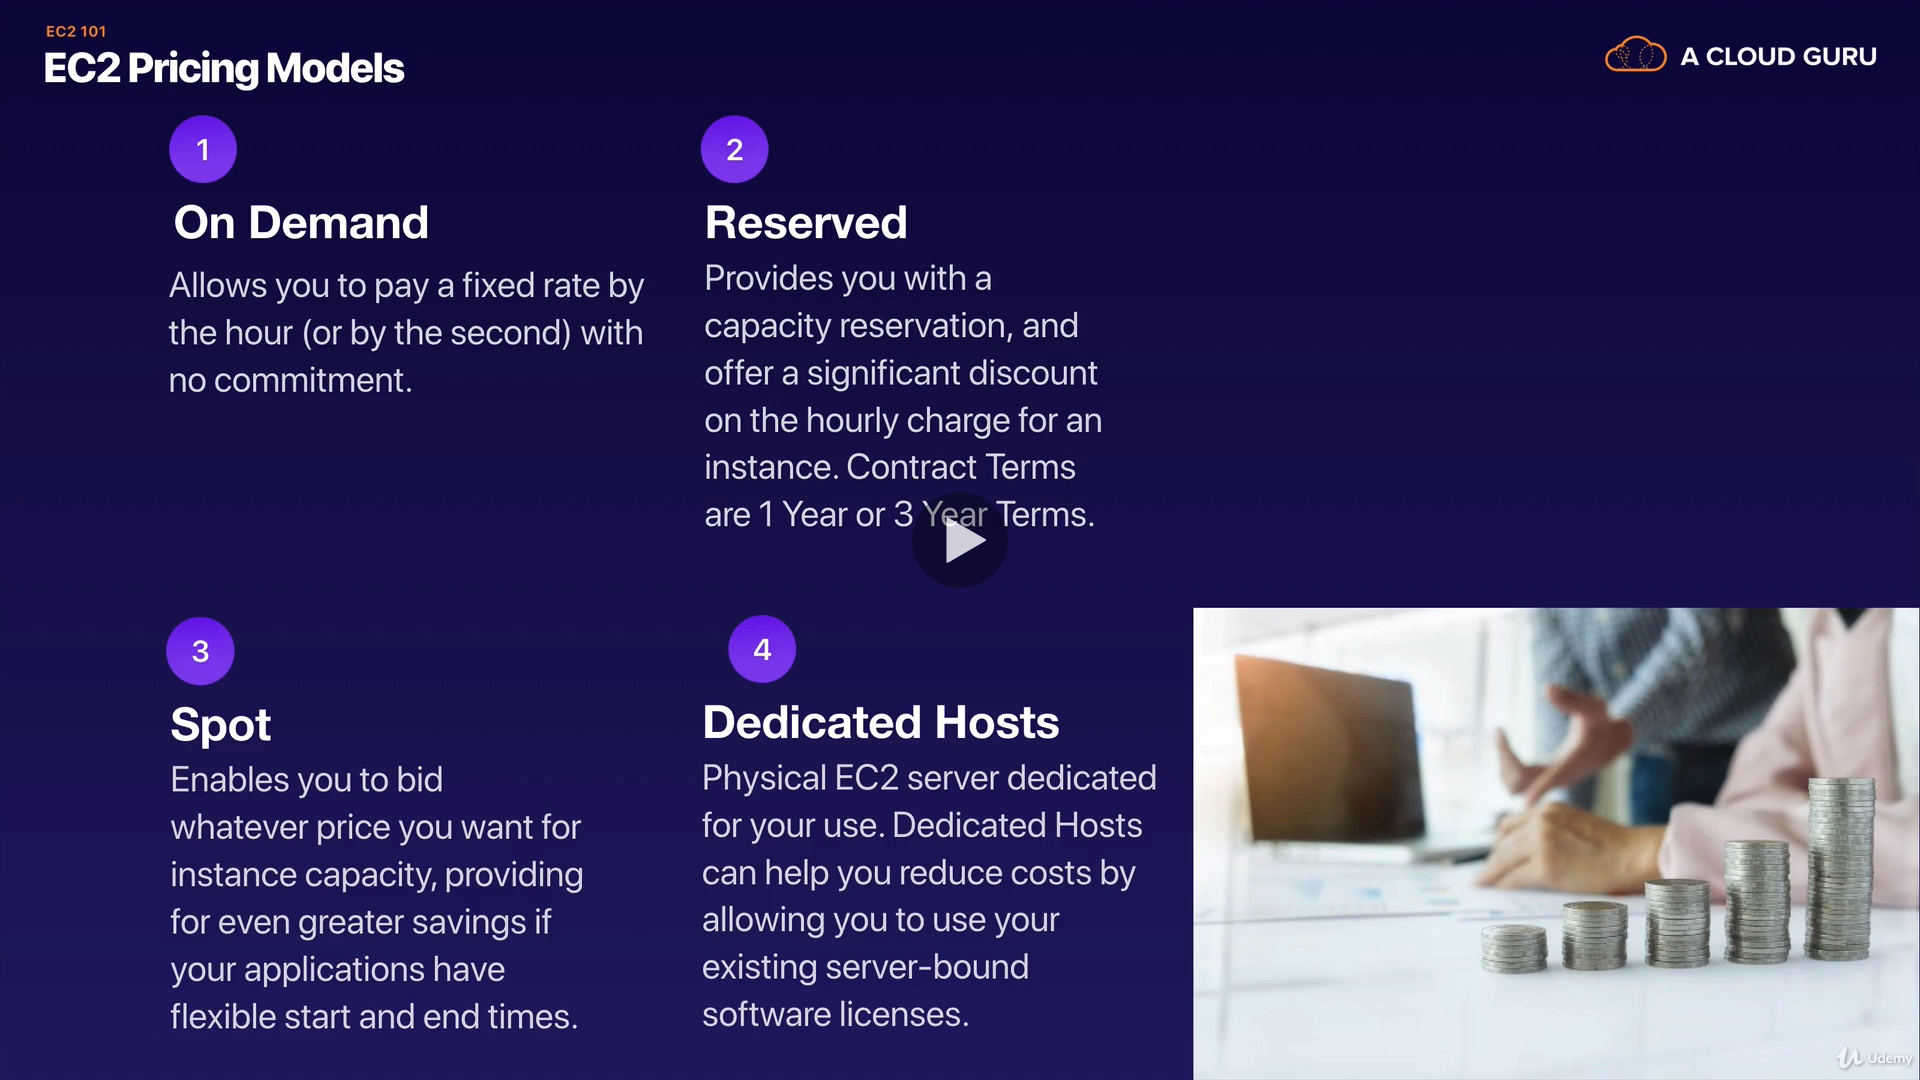 EC2 101
EC2 Pricing Models
A CLOUD GURU
1
On Demand
Allows you to pay a fixed rate by
the hour (or by the second) with
no commitment.
2
Reserved
Provides you with a
capacity reservation, and
offer a significant discount
on the hourly charge for an
instance. Contract Terms
are 1 Year or 3 Year Terms.
3
Spot
Enables you to bid
whatever price you want for
instance capacity, providing
for even greater savings if
your applications have
flexible start and end times.
4
Dedicated Hosts
Physical EC2 server dedicated
for your use. Dedicated Hosts
can help you reduce costs by
allowing you to use your
existing server-bound
software licenses.
Udemy